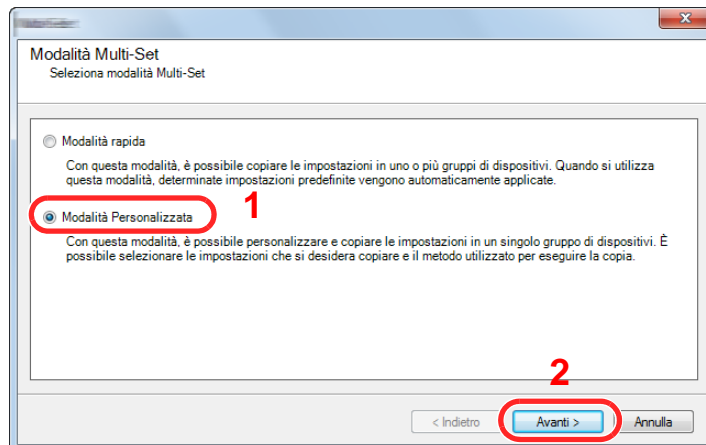 Modalità Multi-Set
Seleziona modalità Multi-Set
Modalità rapida
Con questa modalità, è possibile copiare le impostazioni in uno o più gruppi di dispositivi. Quando si utilizza
questa modalità, determinate impostazioni predefinite vengono automaticamente applicate.
1
Modalità Personalizzata
Con questa modalità, è possibile personalizzare e copiare le impostazioni in un singolo gruppo di dispositivi. È
possibile selezionare le impostazioni che si desidera copiare e il metodo utilizzato per eseguire la copia.
2
< Indietro Avanti > Annulla